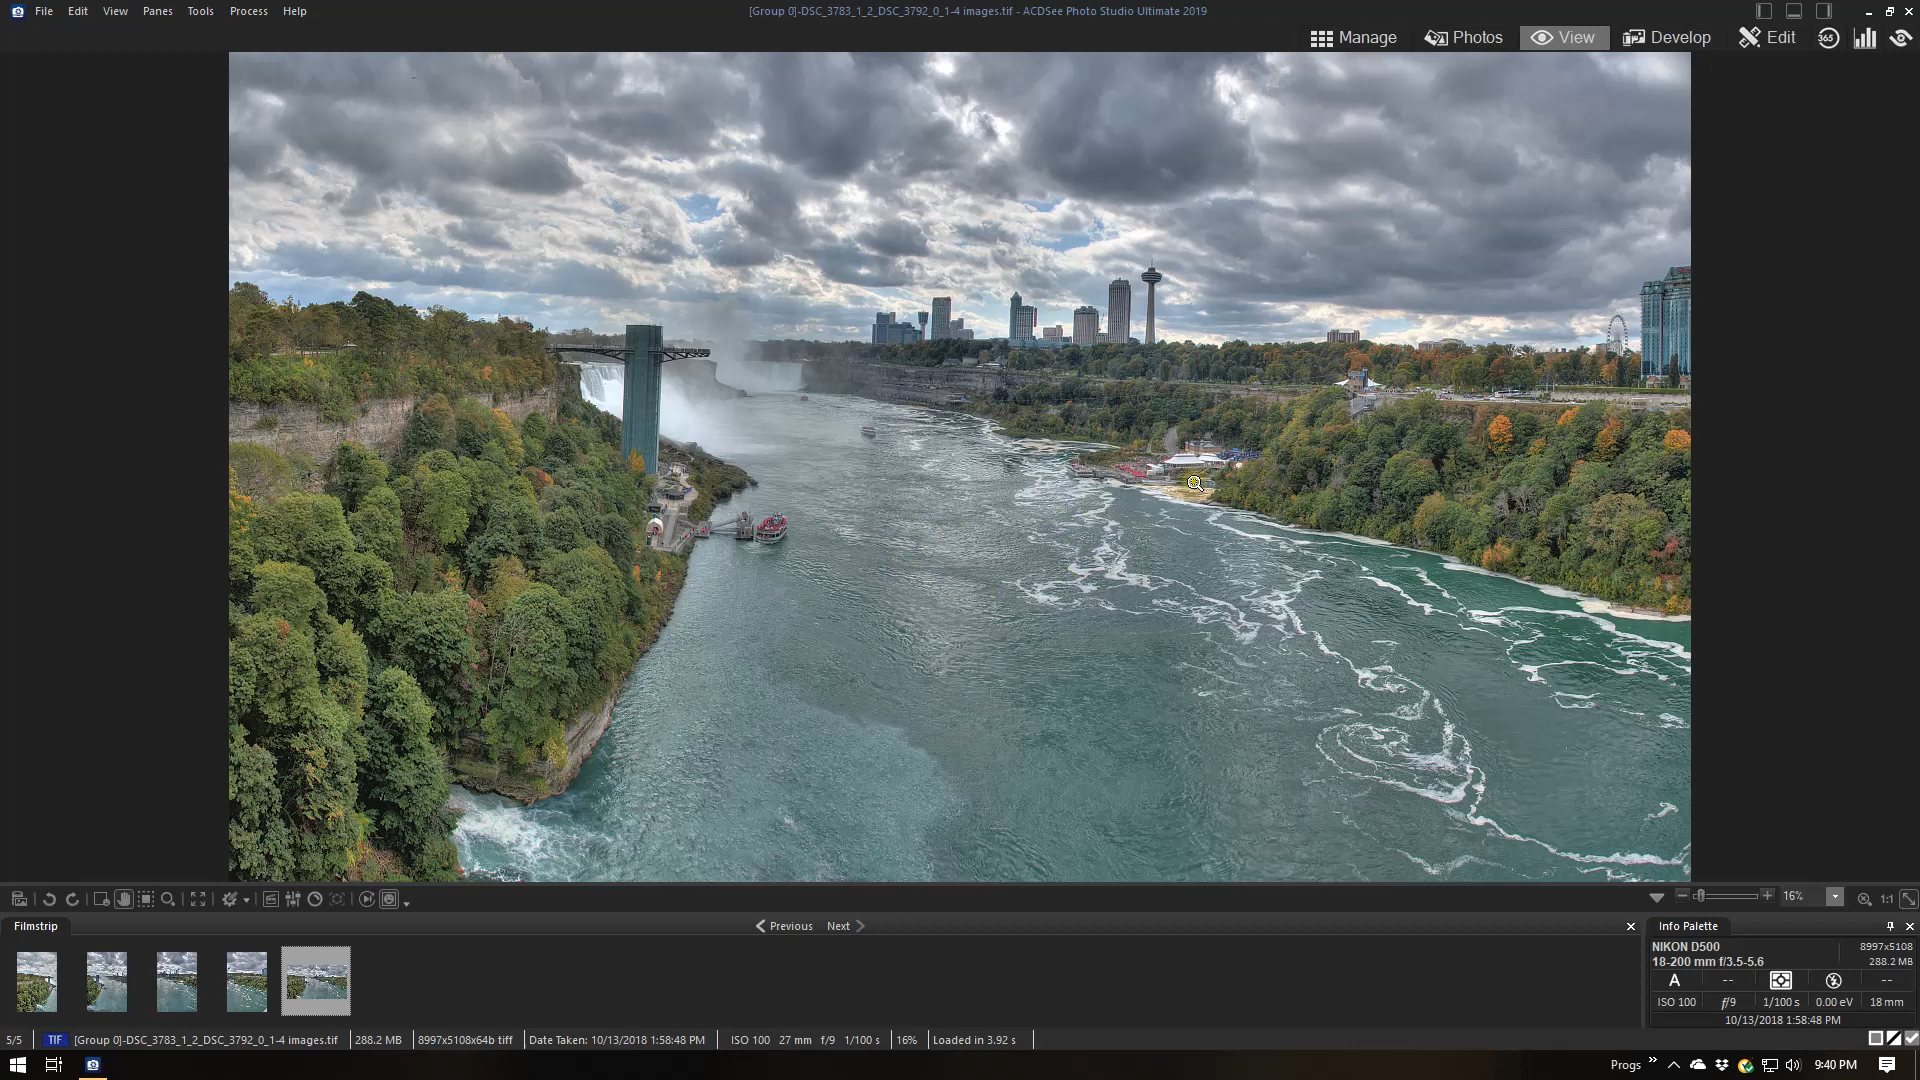 File Edit View Panes Tools Process Help
[Group 0]-DSC_3783_1_2_DSC_3792_0_1-4 images.tif - ACDSee Photo Studio Ultimate 2019
Manage Photos View Develop Edit 365
16%
1:1
Filmstrip
Previous Next
Info Palette
NIKON D500 8997x5108
18-200 mm f/3.5-5.6 288.2 MB
A -- --
ISO 100 f/9 1/100 s 0.00 eV 18 mm
10/13/2018 1:58:48 PM
5/5 TIF [Group 0]-DSC_3783_1_2_DSC_3792_0_1-4 images.tif 288.2 MB 8997x5108x64b tiff Date Taken: 10/13/2018 1:58:48 PM ISO 100 27 mm f/9 1/100 s 16% Loaded in 3.92 s
Progs 9:40 PM